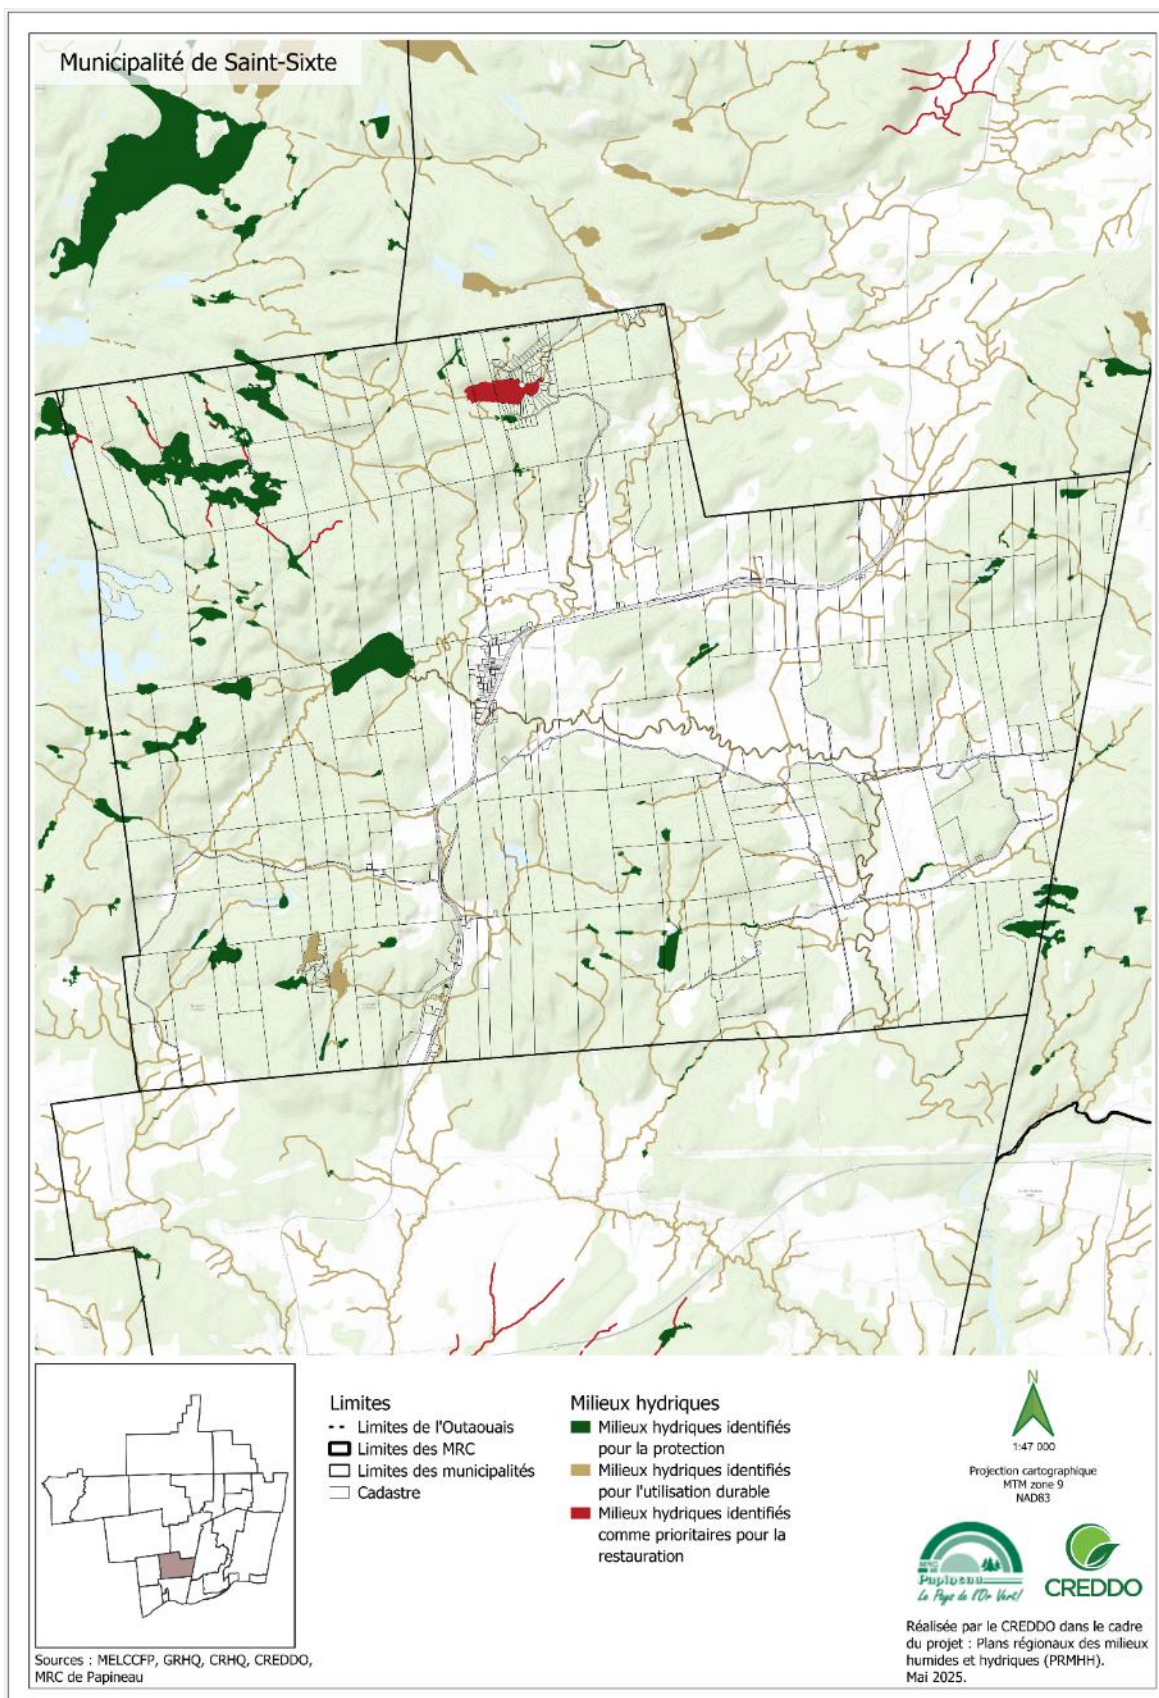 Municipalité de Saint-Sixte
Limites
Limites de l'Outaouais
Limites des MRC
Limites des municipalités
Cadastre
Milieux hydriques
Milieux hydriques identifiés
pour la protection
Milieux hydriques identifiés
pour l'utilisation durable
Milieux hydriques identifiés
comme prioritaires pour la
restauration
N
1:47 000
Projection cartographique
MTM zone 9
NAD83
MRC de
Papineau
Le Pays de l'Or Vert!
CREDDO
Réalisée par le CREDDO dans le cadre
du projet : Plans régionaux des milieux
humides et hydriques (PRMHH).
Mai 2025.
Sources : MELCCFP, GRHQ, CRHQ, CREDDO,
MRC de Papineau